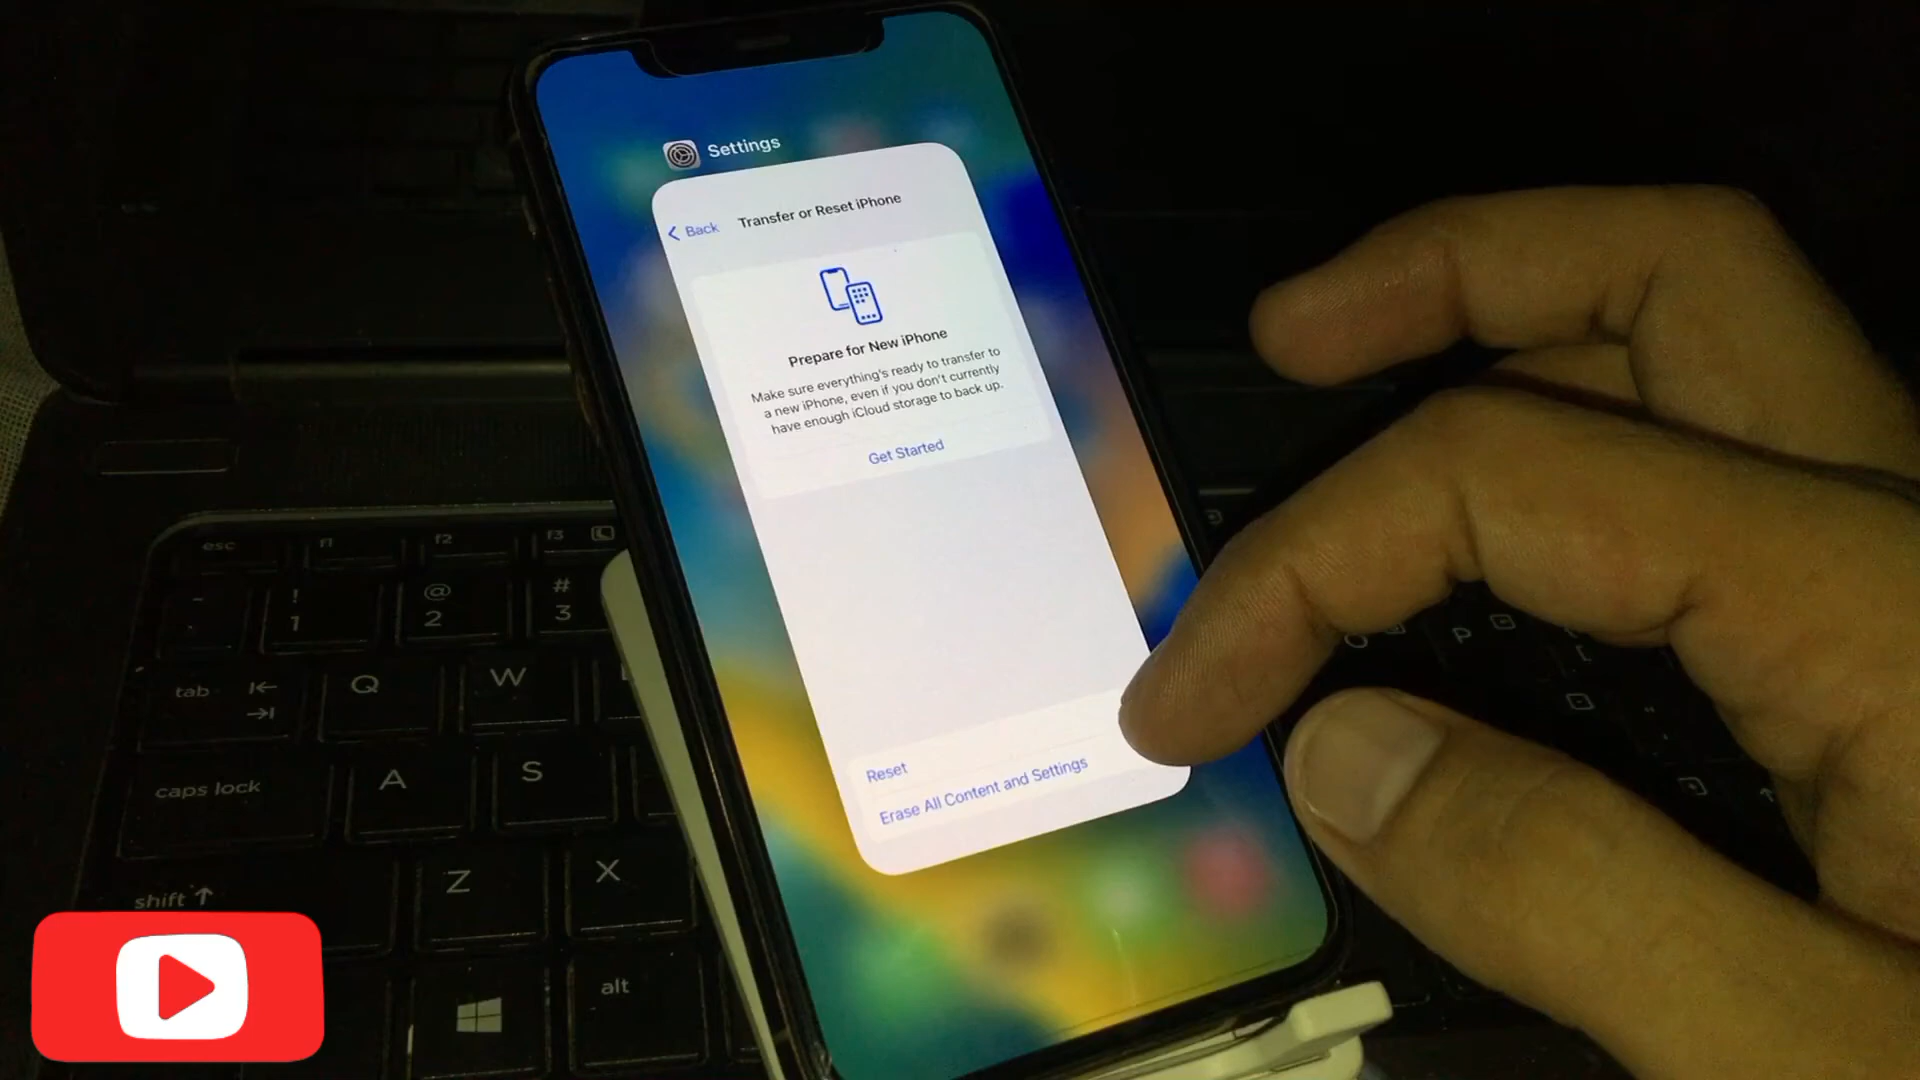 Settings
Back
Transfer or Reset iPhone
Prepare for New iPhone
Make sure everything's ready to transfer to
a new iPhone, even if you don't currently
have enough iCloud storage to back up.
Get Started
Reset
Erase All Content and Settings
esc
f1
f2
f3
!
1
@
2
#
3
tab
Q
W
O
P
caps lock
A
S
shift
Z
X
alt